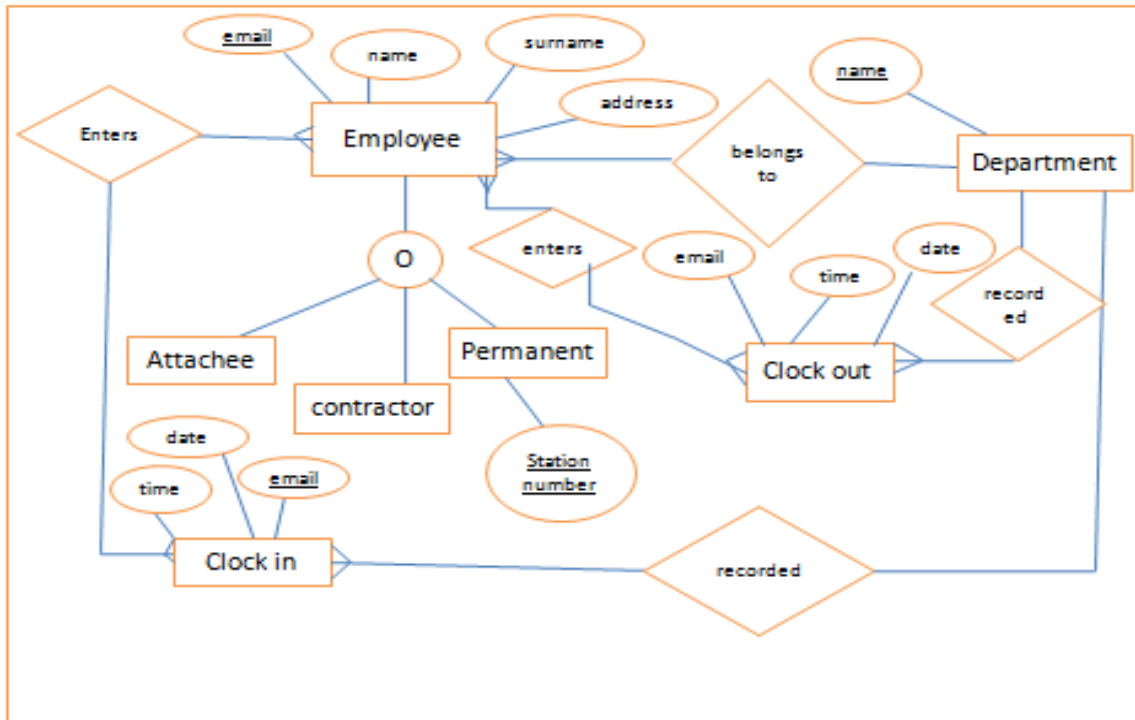 email
name
surname
name
address
Enters
Employee
belongs
to
Department
enters
email
date
time
O
record
ed
Attachee
Permanent
Clock out
contractor
date
Station
number
email
time
Clock in
recorded